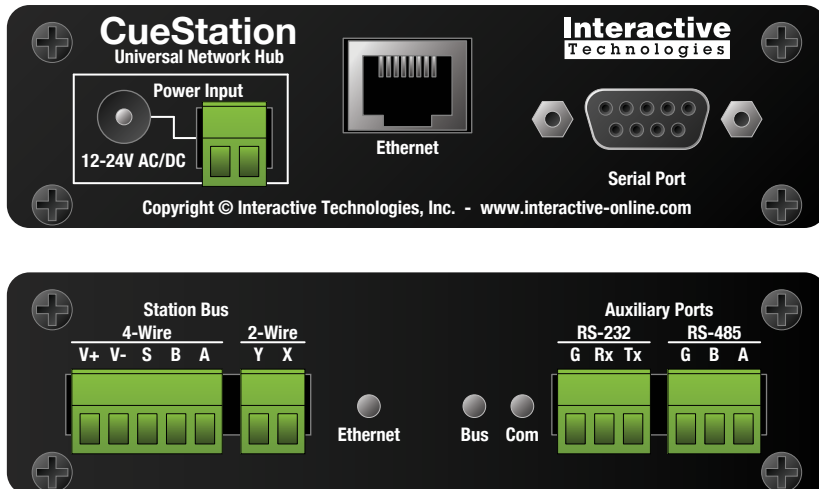 CueStation
Universal Network Hub
Power Input
12-24V AC/DC
Ethernet
Interactive
Technologies
Serial Port
Copyright © Interactive Technologies, Inc. - www.interactive-online.com
Station Bus
4-Wire
2-Wire
V+ V- S B A
Y X
Ethernet
Bus Com
Auxiliary Ports
RS-232
RS-485
G Rx Tx
G B A